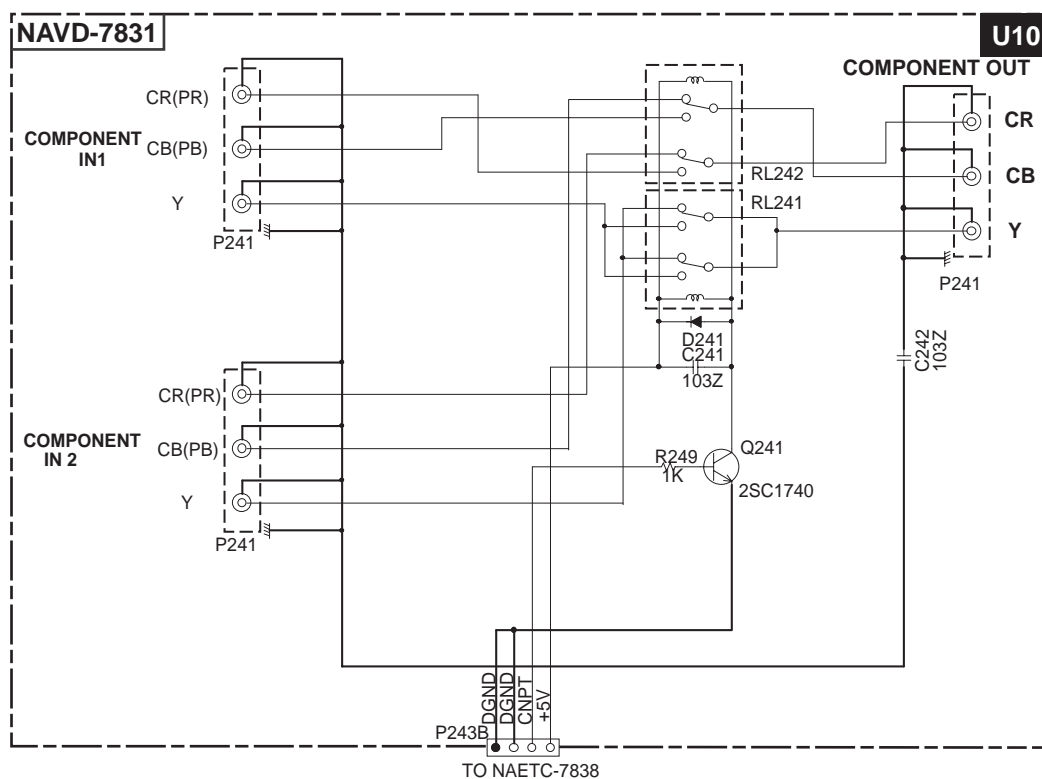 NAVD-7831
U10
COMPONENT OUT
CR(PR)
COMPONENT
IN1
CB(PB)
Y
P241
RL242
RL241
CR
CB
Y
P241
D241
C241
103Z
C242
103Z
CR(PR)
COMPONENT
IN 2
CB(PB)
Y
P241
R249
1K
Q241
2SC1740
DGND
DGND
CNPT
+5V
P243B
TO NAETC-7838